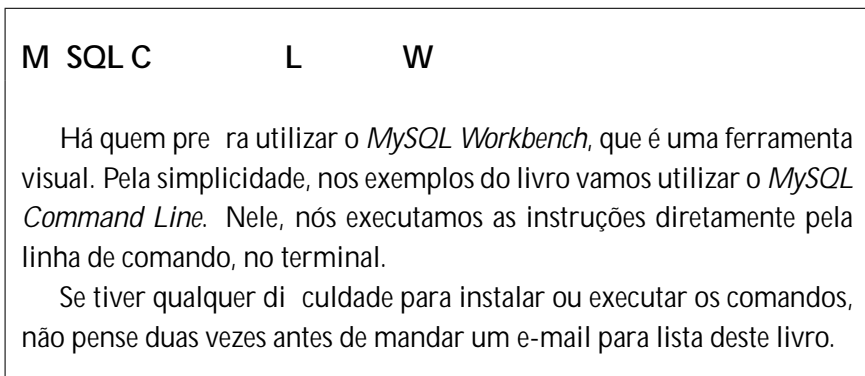 M SQL C L W
Há quem pre ra utilizar o MySQL Workbench, que é uma ferramenta
visual. Pela simplicidade, nos exemplos do livro vamos utilizar o MySQL
Command Line. Nele, nós executamos as instruções diretamente pela
linha de comando, no terminal.
Se tiver qualquer di culdade para instalar ou executar os comandos,
não pense duas vezes antes de mandar um e-mail para lista deste livro.